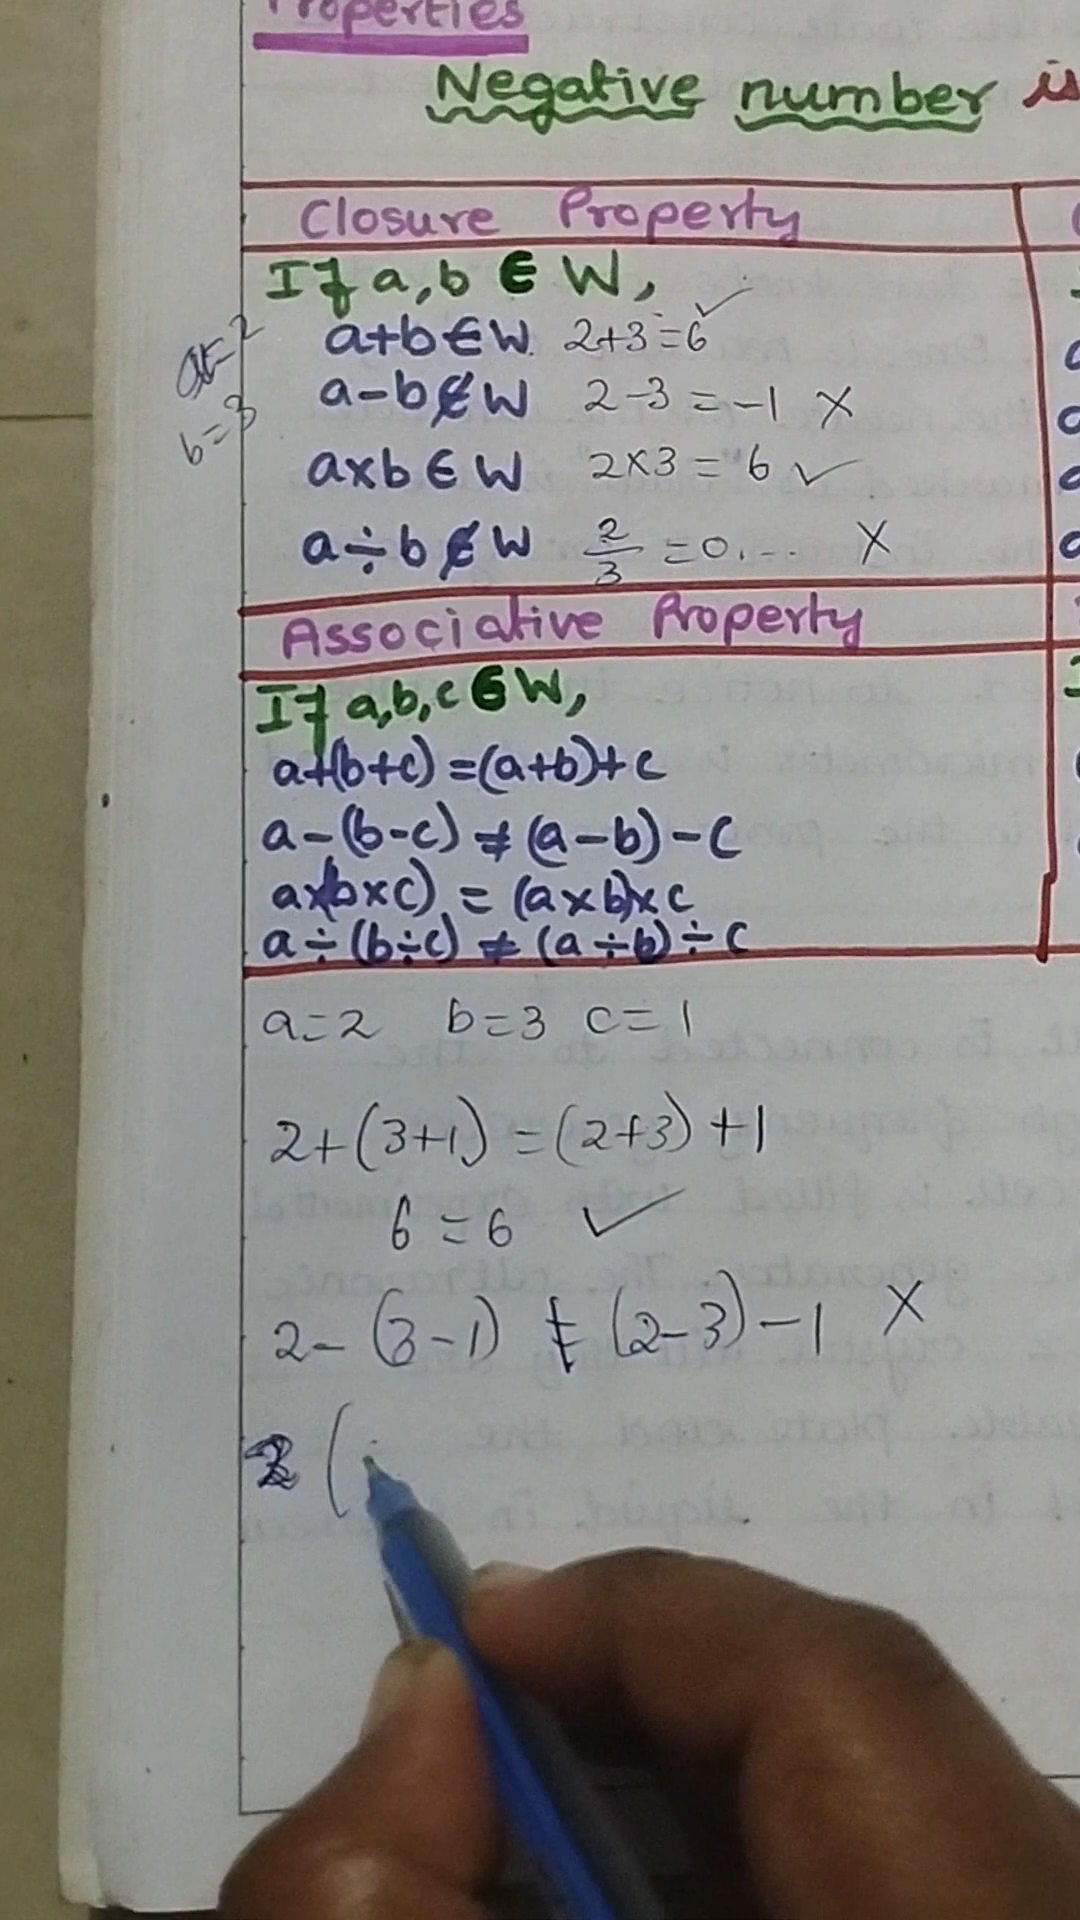 Properties
Negative number is
Closure Property
If a, b ∈ W,
a+b ∈ W. 2+3=6 ✓
a=2
a-b ∉ W 2-3 = -1 X
b=3
a×b ∈ W 2×3 = 6 ✓
a÷b ∉ W 2/3 =0.-- X
Associative Property
If a,b,c ∈ W,
a+(b+c) =(a+b)+c
a-(b-c) ≠ (a-b)-c
a×(b×c) = (a×b)×c
a÷(b÷c) ≠ (a÷b)÷c
a=2 b=3 c=1
2+(3+1) =(2+3)+1
6=6 ✓
2-(3-1) ≠ (2-3)-1 X
2 (